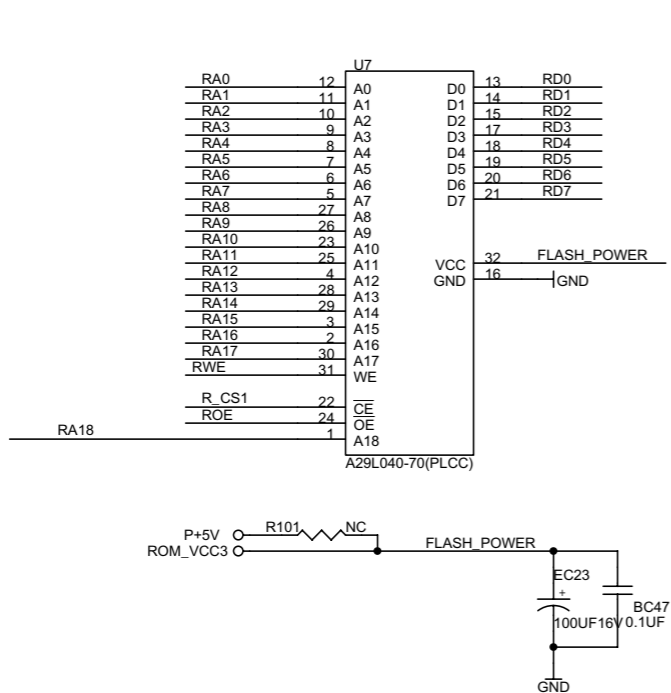 U7
RA0 12 A0 D0 13 RD0
RA1 11 A1 D1 14 RD1
RA2 10 A2 D2 15 RD2
RA3 9 A3 D3 17 RD3
RA4 8 A4 D4 18 RD4
RA5 7 A5 D5 19 RD5
RA6 6 A6 D6 20 RD6
RA7 5 A7 D7 21 RD7
RA8 27 A8
RA9 26 A9
RA10 23 A10
RA11 25 A11 VCC 32 FLASH_POWER
RA12 4 A12 GND 16 GND
RA13 28 A13
RA14 29 A14
RA15 3 A15
RA16 2 A16
RA17 30 A17
RWE 31 WE
R_CS1 22 CE
ROE 24 OE
RA18 1 A18
A29L040-70(PLCC)
P+5V R101 NC
ROM_VCC3 FLASH_POWER
EC23
+
BC47
100UF16V 0.1UF
GND